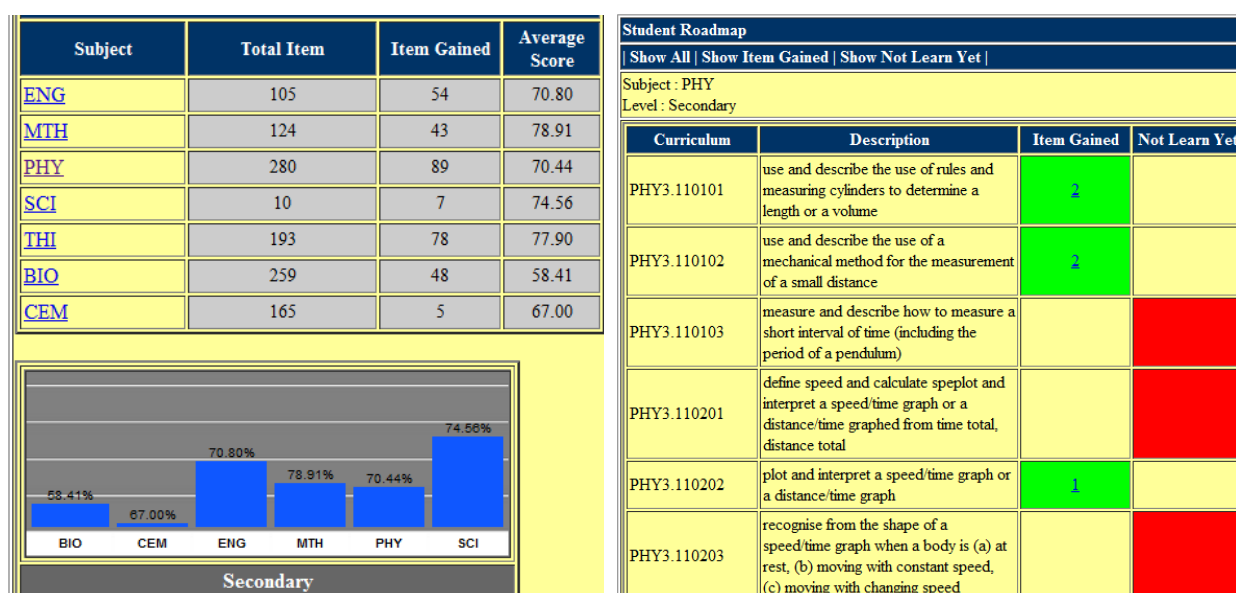 Subject Total Item Item Gained Average Score
ENG 105 54 70.80
MTH 124 43 78.91
PHY 280 89 70.44
SCI 10 7 74.56
THI 193 78 77.90
BIO 259 48 58.41
CEM 165 5 67.00
74.56%
70.80%
78.91%
70.44%
58.41%
67.00%
BIO CEM ENG MTH PHY SCI
Secondary
Student Roadmap
| Show All | Show Item Gained | Show Not Learn Yet |
Subject : PHY
Level : Secondary
Curriculum Description Item Gained Not Learn Yet
PHY3.110101
use and describe the use of rules and
measuring cylinders to determine a
length or a volume
2
PHY3.110102
use and describe the use of a
mechanical method for the measurement
of a small distance
2
PHY3.110103
measure and describe how to measure a
short interval of time (including the
period of a pendulum)
PHY3.110201
define speed and calculate speplot and
interpret a speed/time graph or a
distance/time graphed from time total,
distance total
PHY3.110202
plot and interpret a speed/time graph or
a distance/time graph
1
PHY3.110203
recognise from the shape of a
speed/time graph when a body is (a) at
rest, (b) moving with constant speed,
(c) moving with changing speed